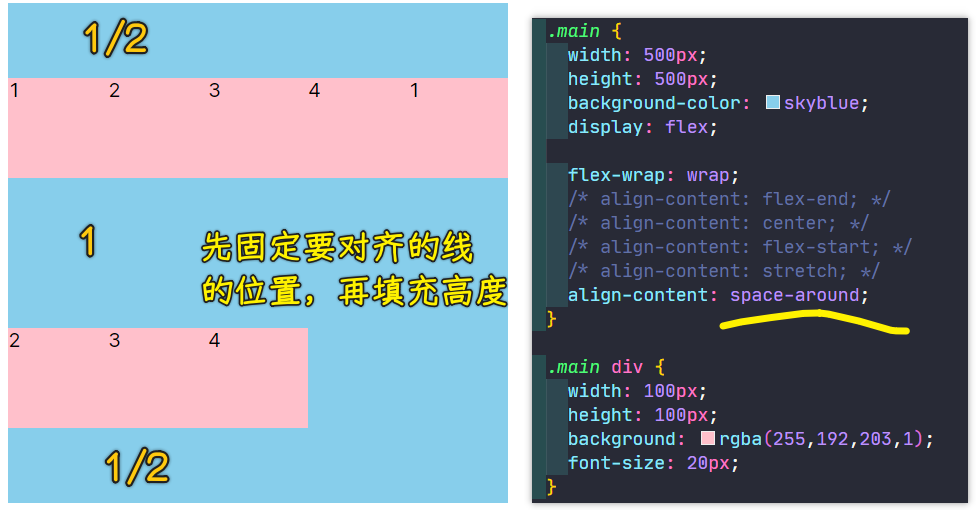 1/2
1 2 3 4 1
1
先固定要对齐的线
的位置，再填充高度
2 3 4
1/2
.main {
width: 500px;
height: 500px;
background-color: skyblue;
display: flex;
flex-wrap: wrap;
/* align-content: flex-end; */
/* align-content: center; */
/* align-content: flex-start; */
/* align-content: stretch; */
align-content: space-around;
}
.main div {
width: 100px;
height: 100px;
background: rgba(255,192,203,1);
font-size: 20px;
}